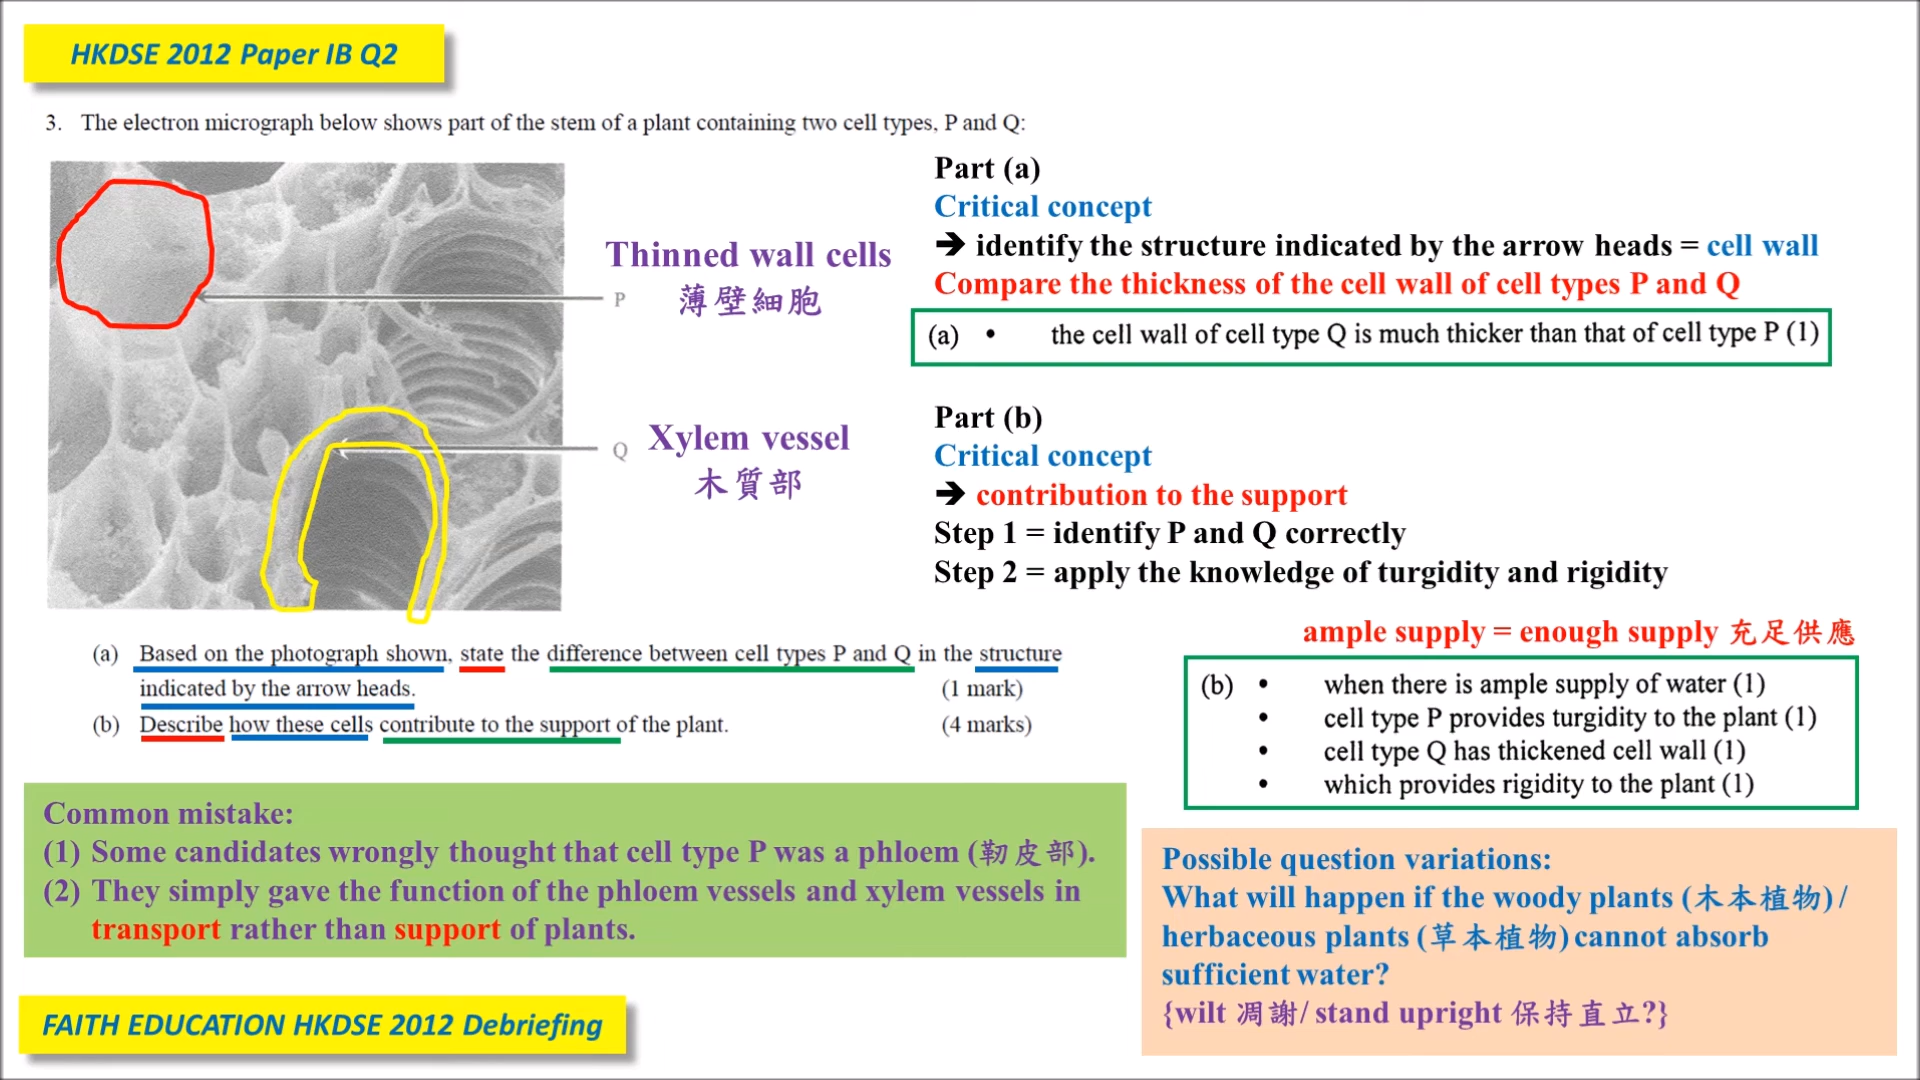 HKDSE 2012 Paper IB Q2
3. The electron micrograph below shows part of the stem of a plant containing two cell types, P and Q:
Thinned wall cells
薄壁細胞
P
Xylem vessel
木質部
Q
Part (a)
Critical concept
➔ identify the structure indicated by the arrow heads = cell wall
Compare the thickness of the cell wall of cell types P and Q
(a) • the cell wall of cell type Q is much thicker than that of cell type P (1)
Part (b)
Critical concept
➔ contribution to the support
Step 1 = identify P and Q correctly
Step 2 = apply the knowledge of turgidity and rigidity
ample supply = enough supply 充足供應
(b) • when there is ample supply of water (1)
• cell type P provides turgidity to the plant (1)
• cell type Q has thickened cell wall (1)
• which provides rigidity to the plant (1)
(a) Based on the photograph shown, state the difference between cell types P and Q in the structure
indicated by the arrow heads. (1 mark)
(b) Describe how these cells contribute to the support of the plant. (4 marks)
Common mistake:
(1) Some candidates wrongly thought that cell type P was a phloem (韌皮部).
(2) They simply gave the function of the phloem vessels and xylem vessels in
transport rather than support of plants.
Possible question variations:
What will happen if the woody plants (木本植物) /
herbaceous plants (草本植物) cannot absorb
sufficient water?
{wilt 凋謝/ stand upright 保持直立?}
FAITH EDUCATION HKDSE 2012 Debriefing